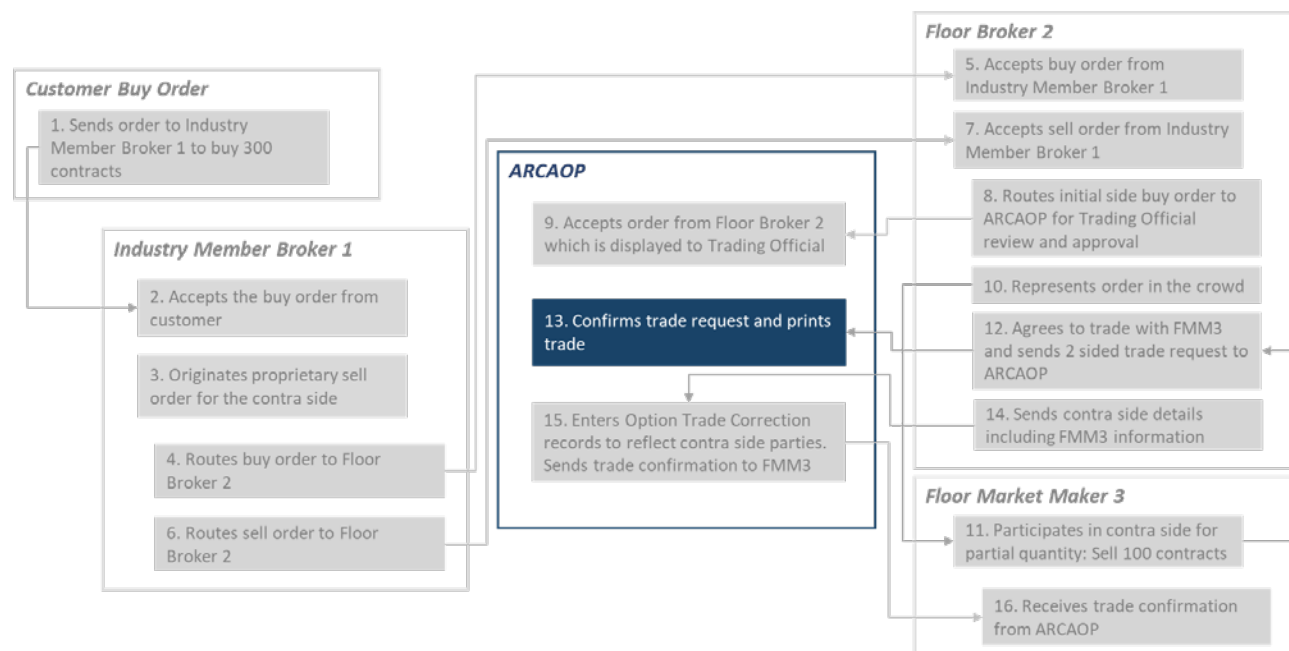 Customer Buy Order
1. Sends order to Industry
Member Broker 1 to buy 300
contracts
Industry Member Broker 1
2. Accepts the buy order from
customer
3. Originates proprietary sell
order for the contra side
4. Routes buy order to Floor
Broker 2
6. Routes sell order to Floor
Broker 2
ARCAOP
9. Accepts order from Floor Broker 2
which is displayed to Trading Official
13. Confirms trade request and prints
trade
15. Enters Option Trade Correction
records to reflect contra side parties.
Sends trade confirmation to FMM3
Floor Broker 2
5. Accepts buy order from
Industry Member Broker 1
7. Accepts sell order from Industry
Member Broker 1
8. Routes initial side buy order to
ARCAOP for Trading Official
review and approval
10. Represents order in the crowd
12. Agrees to trade with FMM3
and sends 2 sided trade request to
ARCAOP
14. Sends contra side details
including FMM3 information
Floor Market Maker 3
11. Participates in contra side for
partial quantity: Sell 100 contracts
16. Receives trade confirmation
from ARCAOP